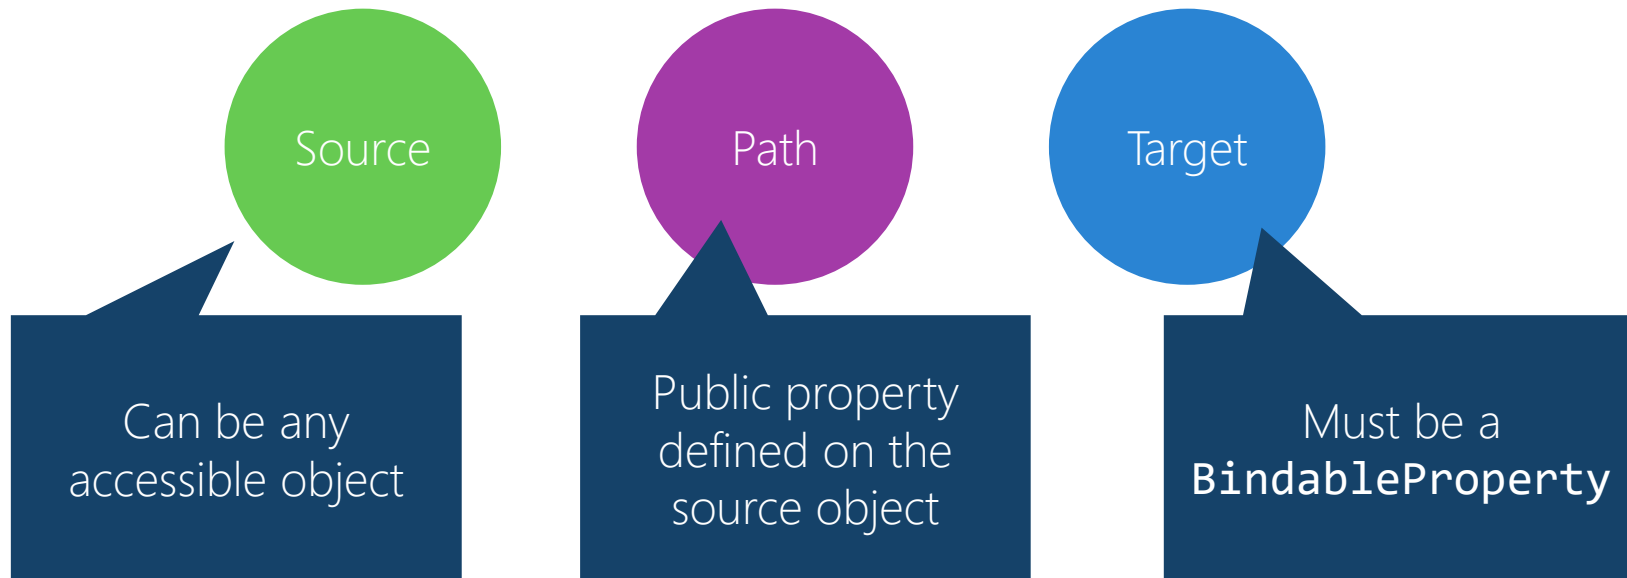 Source
Path
Target
Can be any
accessible object
Public property
defined on the
source object
Must be a
BindableProperty